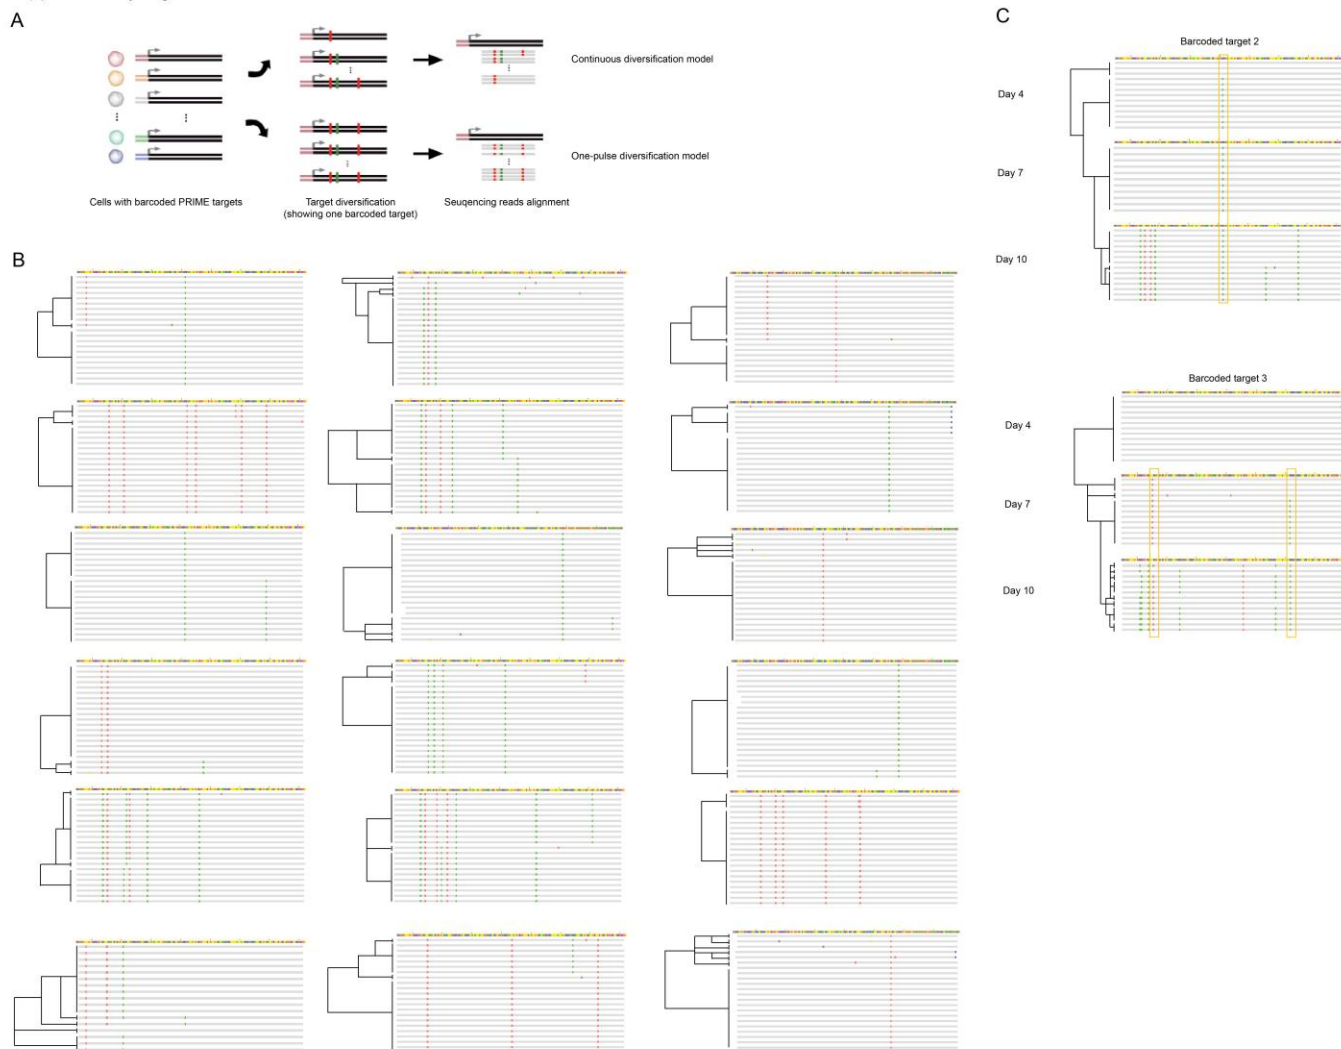 A
Continuous diversification model
One-pulse diversification model
Cells with barcoded PRIME targets
Target diversification
(showing one barcoded target)
Seuqencing reads alignment
B
C
Barcoded target 2
Day 4
Day 7
Day 10
Barcoded target 3
Day 4
Day 7
Day 10